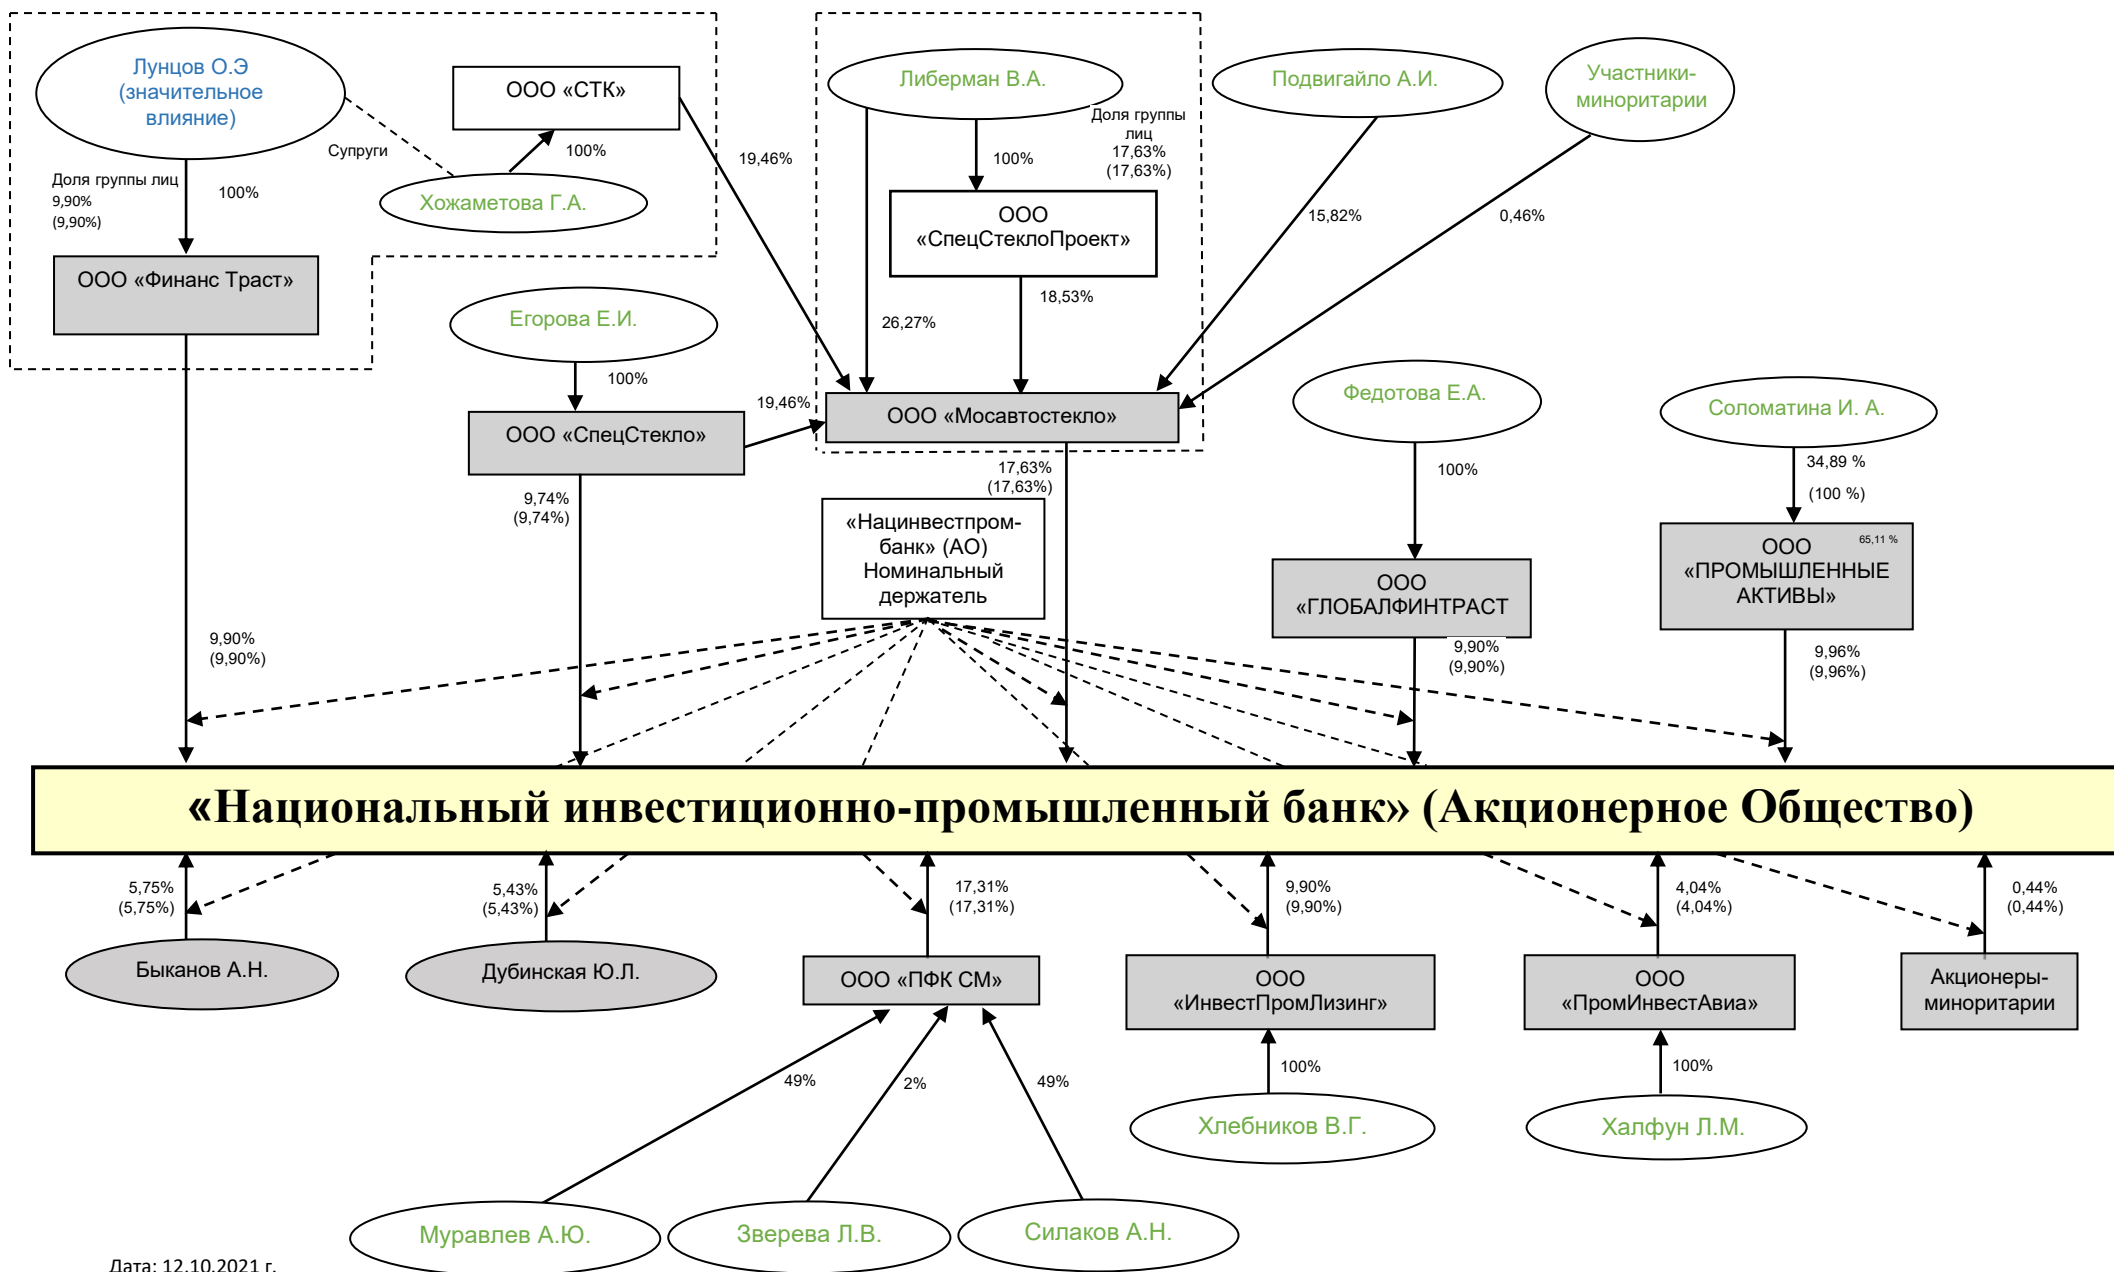 Лунцов О.Э
(значительное
влияние)
ООО «СТК»
Либерман В.А.
Подвигайло А.И.
Участники-
миноритарии
Доля группы
лиц
17,63%
(17,63%)
Супруги
100%
19,46%
100%
Доля группы лиц
9,90%
(9,90%)
100%
Хожаметова Г.А.
ООО
«СпецСтеклоПроект»
15,82%
0,46%
ООО «Финанс Траст»
18,53%
Егорова Е.И.
26,27%
100%
19,46%
Федотова Е.А.
Соломатина И. А.
ООО «СпецСтекло»
ООО «Мосавтостекло»
17,63%
(17,63%)
100%
34,89 %
(100 %)
9,74%
(9,74%)
«Нацинвестпром-
банк» (АО)
Номинальный
держатель
ООО
«ГЛОБАЛФИНТРАСТ
ООО
65,11 %
«ПРОМЫШЛЕННЫЕ
АКТИВЫ»
9,90%
(9,90%)
9,90%
(9,90%)
9,96%
(9,96%)
«Национальный инвестиционно-промышленный банк» (Акционерное Общество)
5,75%
(5,75%)
5,43%
(5,43%)
17,31%
(17,31%)
9,90%
(9,90%)
4,04%
(4,04%)
0,44%
(0,44%)
Быканов А.Н.
Дубинская Ю.Л.
ООО «ПФК СМ»
ООО
«ИнвестПромЛизинг»
ООО
«ПромИнвестАвиа»
Акционеры-
миноритарии
49%
2%
49%
100%
100%
Хлебников В.Г.
Халфун Л.М.
Муравлев А.Ю.
Зверева Л.В.
Силаков А.Н.
Дата: 12.10.2021 г.